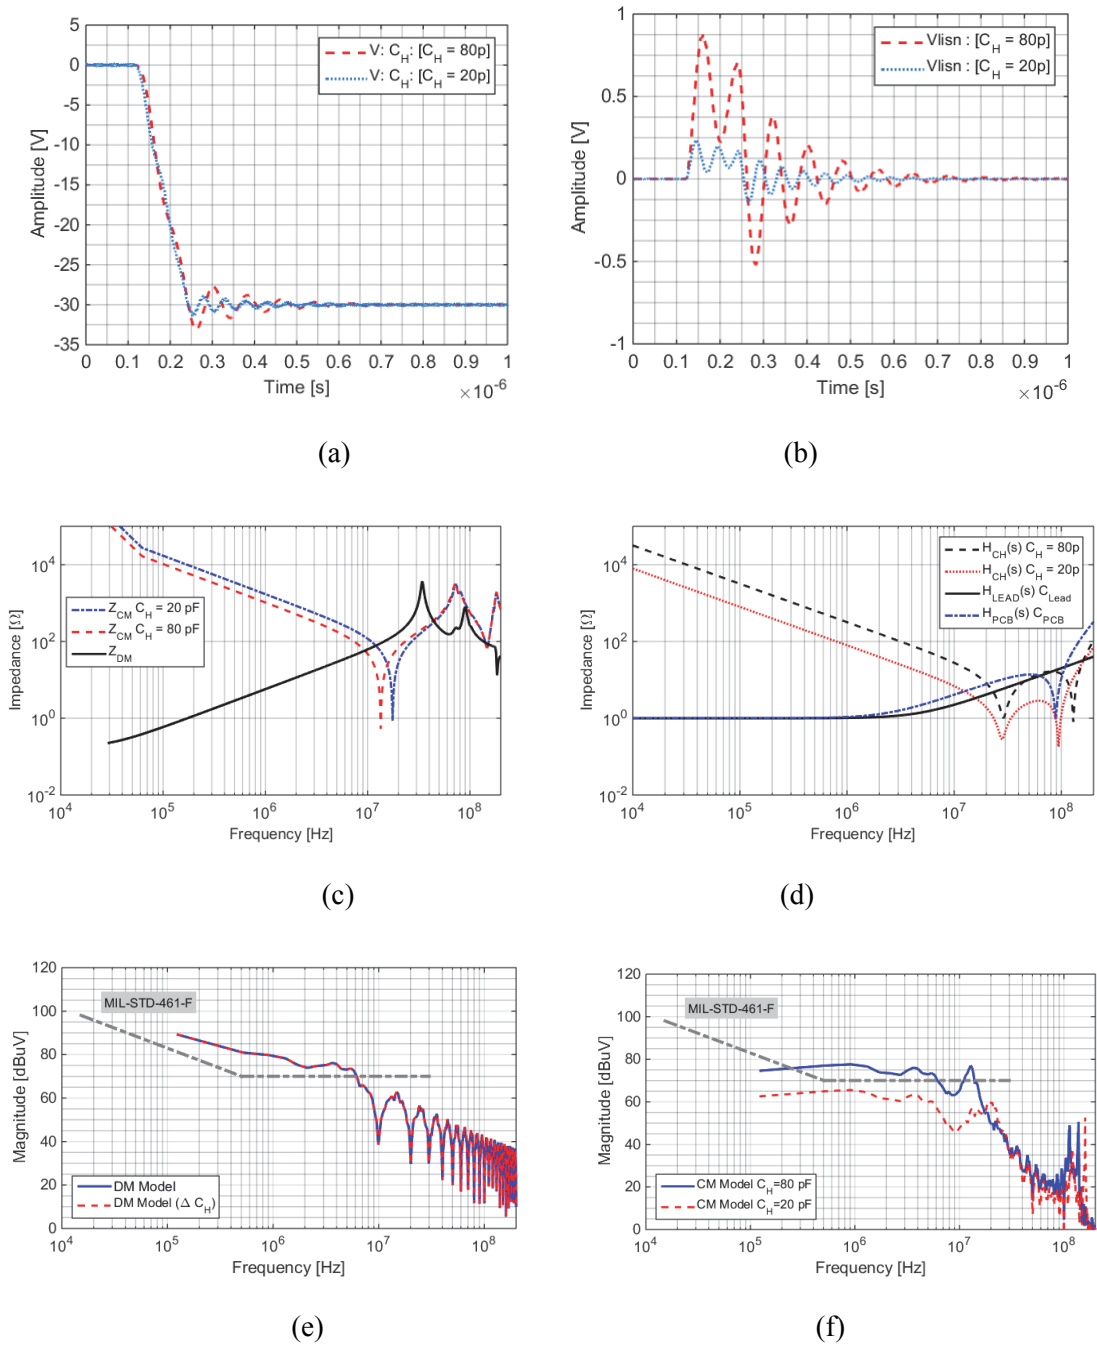 5
0
-5
-10
-15
-20
-25
-30
-35
Amplitude [V]
V: C_H: [C_H = 80p]
V: C_H: [C_H = 20p]
0 0.1 0.2 0.3 0.4 0.5 0.6 0.7 0.8 0.9 1
Time [s]
×10^-6
(a)
1
0.5
0
-0.5
-1
Amplitude [V]
Vlisn : [C_H = 80p]
Vlisn : [C_H = 20p]
0 0.1 0.2 0.3 0.4 0.5 0.6 0.7 0.8 0.9 1
Time [s]
×10^-6
(b)
10^4
10^2
10^0
10^-2
Impedance [Ω]
Z_CM C_H = 20 pF
Z_CM C_H = 80 pF
Z_DM
10^4 10^5 10^6 10^7 10^8
Frequency [Hz]
(c)
10^4
10^2
10^0
10^-2
Impedance [Ω]
H_CH(s) C_H = 80p
H_CH(s) C_H = 20p
H_LEAD(s) C_Lead
H_PCB(s) C_PCB
10^4 10^5 10^6 10^7 10^8
Frequency [Hz]
(d)
120
100
80
60
40
20
0
Magnitude [dBuV]
MIL-STD-461-F
DM Model
DM Model (Δ C_H)
10^4 10^5 10^6 10^7 10^8
Frequency [Hz]
(e)
120
100
80
60
40
20
0
Magnitude [dBuV]
MIL-STD-461-F
CM Model C_H=80 pF
CM Model C_H=20 pF
10^4 10^5 10^6 10^7 10^8
Frequency [Hz]
(f)